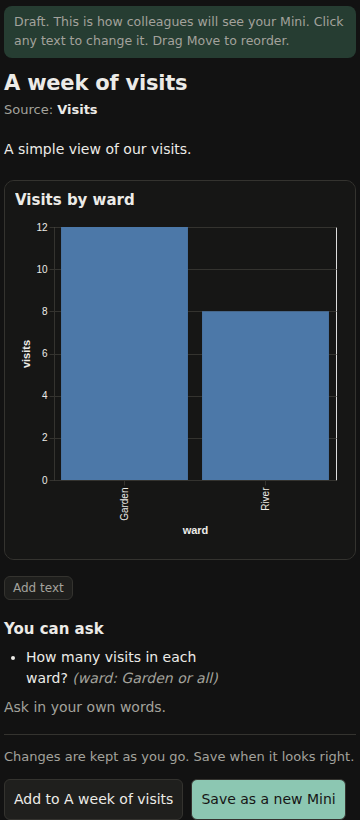 Draft. This is how colleagues will see your Mini. Click
any text to change it. Drag Move to reorder.
A week of visits
Source: Visits
A simple view of our visits.
Visits by ward
12
10
8
6
4
2
0
visits
Garden
River
ward
Add text
You can ask
• How many visits in each
ward? (ward: Garden or all)
Ask in your own words.
Changes are kept as you go. Save when it looks right.
Add to A week of visits
Save as a new Mini